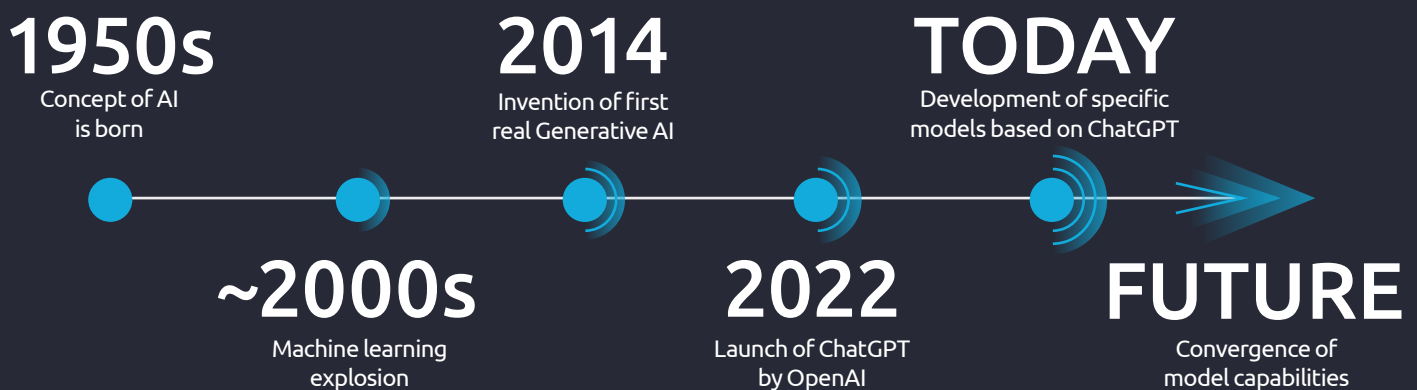 1950s
Concept of AI
is born
~2000s
Machine learning
explosion
2014
Invention of first
real Generative AI
2022
Launch of ChatGPT
by OpenAI
TODAY
Development of specific
models based on ChatGPT
FUTURE
Convergence of
model capabilities